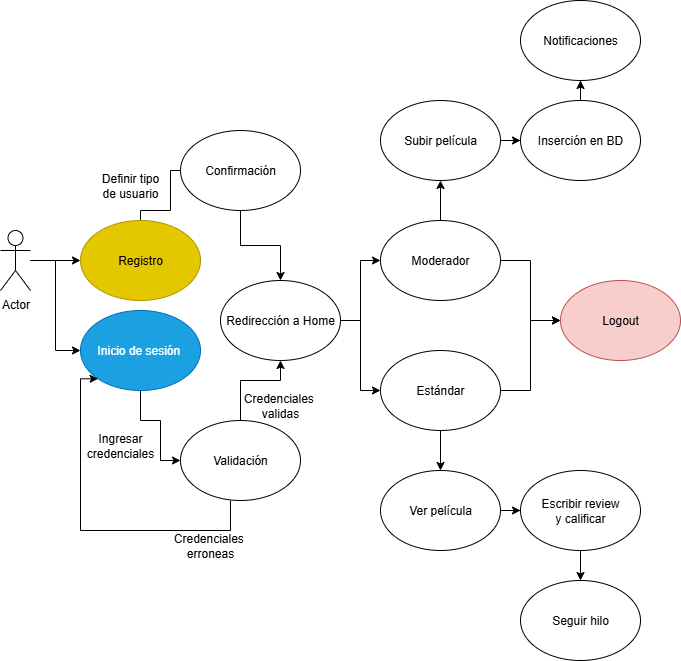 Notificaciones
Subir película
Inserción en BD
Confirmación
Definir tipo
de usuario
Registro
Moderador
Actor
Redirección a Home
Logout
Inicio de sesión
Estándar
Credenciales
validas
Ingresar
credenciales
Validación
Ver película
Escribir review
y calificar
Credenciales
erroneas
Seguir hilo